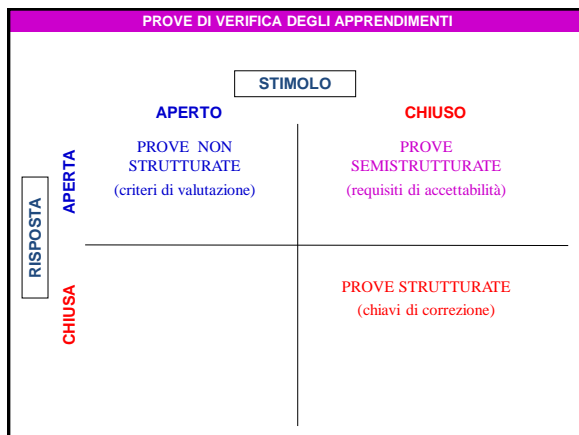 PROVE DI VERIFICA DEGLI APPRENDIMENTI
STIMOLO
APERTO
CHIUSO
RISPOSTA
APERTA
PROVE NON
STRUTTURATE
(criteri di valutazione)
PROVE
SEMISTRUTTURATE
(requisiti di accettabilità)
CHIUSA
PROVE STRUTTURATE
(chiavi di correzione)